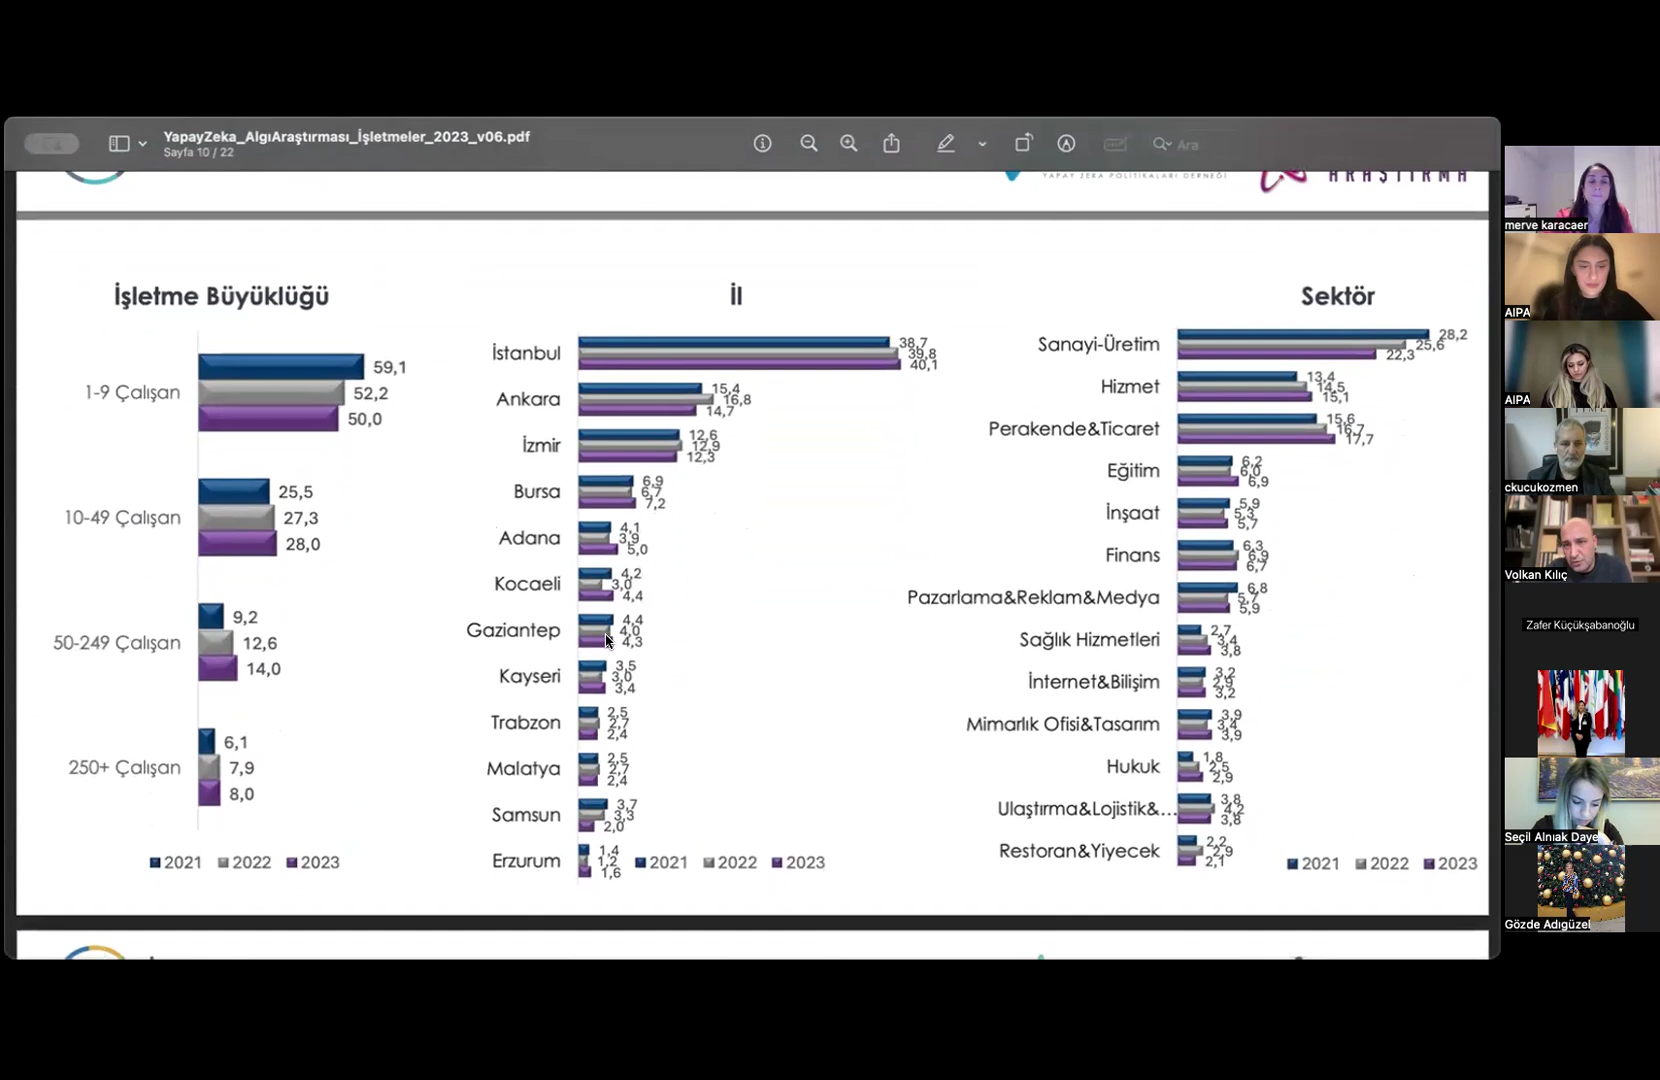 YapayZeka_AlgıAraştırması_İşletmeler_2023_v06.pdf
Sayfa 10 / 22
Ara
YAPAY ZEKA POLİTİKALARI DERNEĞİ
ARAŞTIRMA
İşletme Büyüklüğü
1-9 Çalışan
59,1
52,2
50,0
10-49 Çalışan
25,5
27,3
28,0
50-249 Çalışan
9,2
12,6
14,0
250+ Çalışan
6,1
7,9
8,0
2021 2022 2023
İl
İstanbul
38,7
39,8
40,1
Ankara
15,4
16,8
14,7
İzmir
12,6
12,9
12,3
Bursa
6,9
6,7
7,2
Adana
4,1
3,9
5,0
Kocaeli
4,2
3,0
4,4
Gaziantep
4,4
4,0
4,3
Kayseri
3,5
3,0
3,4
Trabzon
2,5
2,7
2,4
Malatya
2,5
2,7
2,4
Samsun
3,7
3,3
2,0
Erzurum
1,4
1,2
1,6
2021 2022 2023
Sektör
Sanayi-Üretim
28,2
25,6
22,3
Hizmet
13,4
14,5
15,1
Perakende&Ticaret
15,6
16,7
17,7
Eğitim
6,2
6,0
6,9
İnşaat
5,9
5,3
5,7
Finans
6,3
6,9
6,7
Pazarlama&Reklam&Medya
6,8
5,7
5,9
Sağlık Hizmetleri
2,7
3,4
3,8
İnternet&Bilişim
3,2
2,9
3,2
Mimarlık Ofisi&Tasarım
3,9
3,4
3,9
Hukuk
1,8
2,5
2,9
Ulaştırma&Lojistik&...
3,8
4,2
3,8
Restoran&Yiyecek
2,2
2,9
2,1
2021 2022 2023
merve karacaer
AIPA
AIPA
ckucukozmen
Volkan Kılıç
Zafer Küçükşabanoğlu
Seçil Alnıak Daye
Gözde Adıgüzel